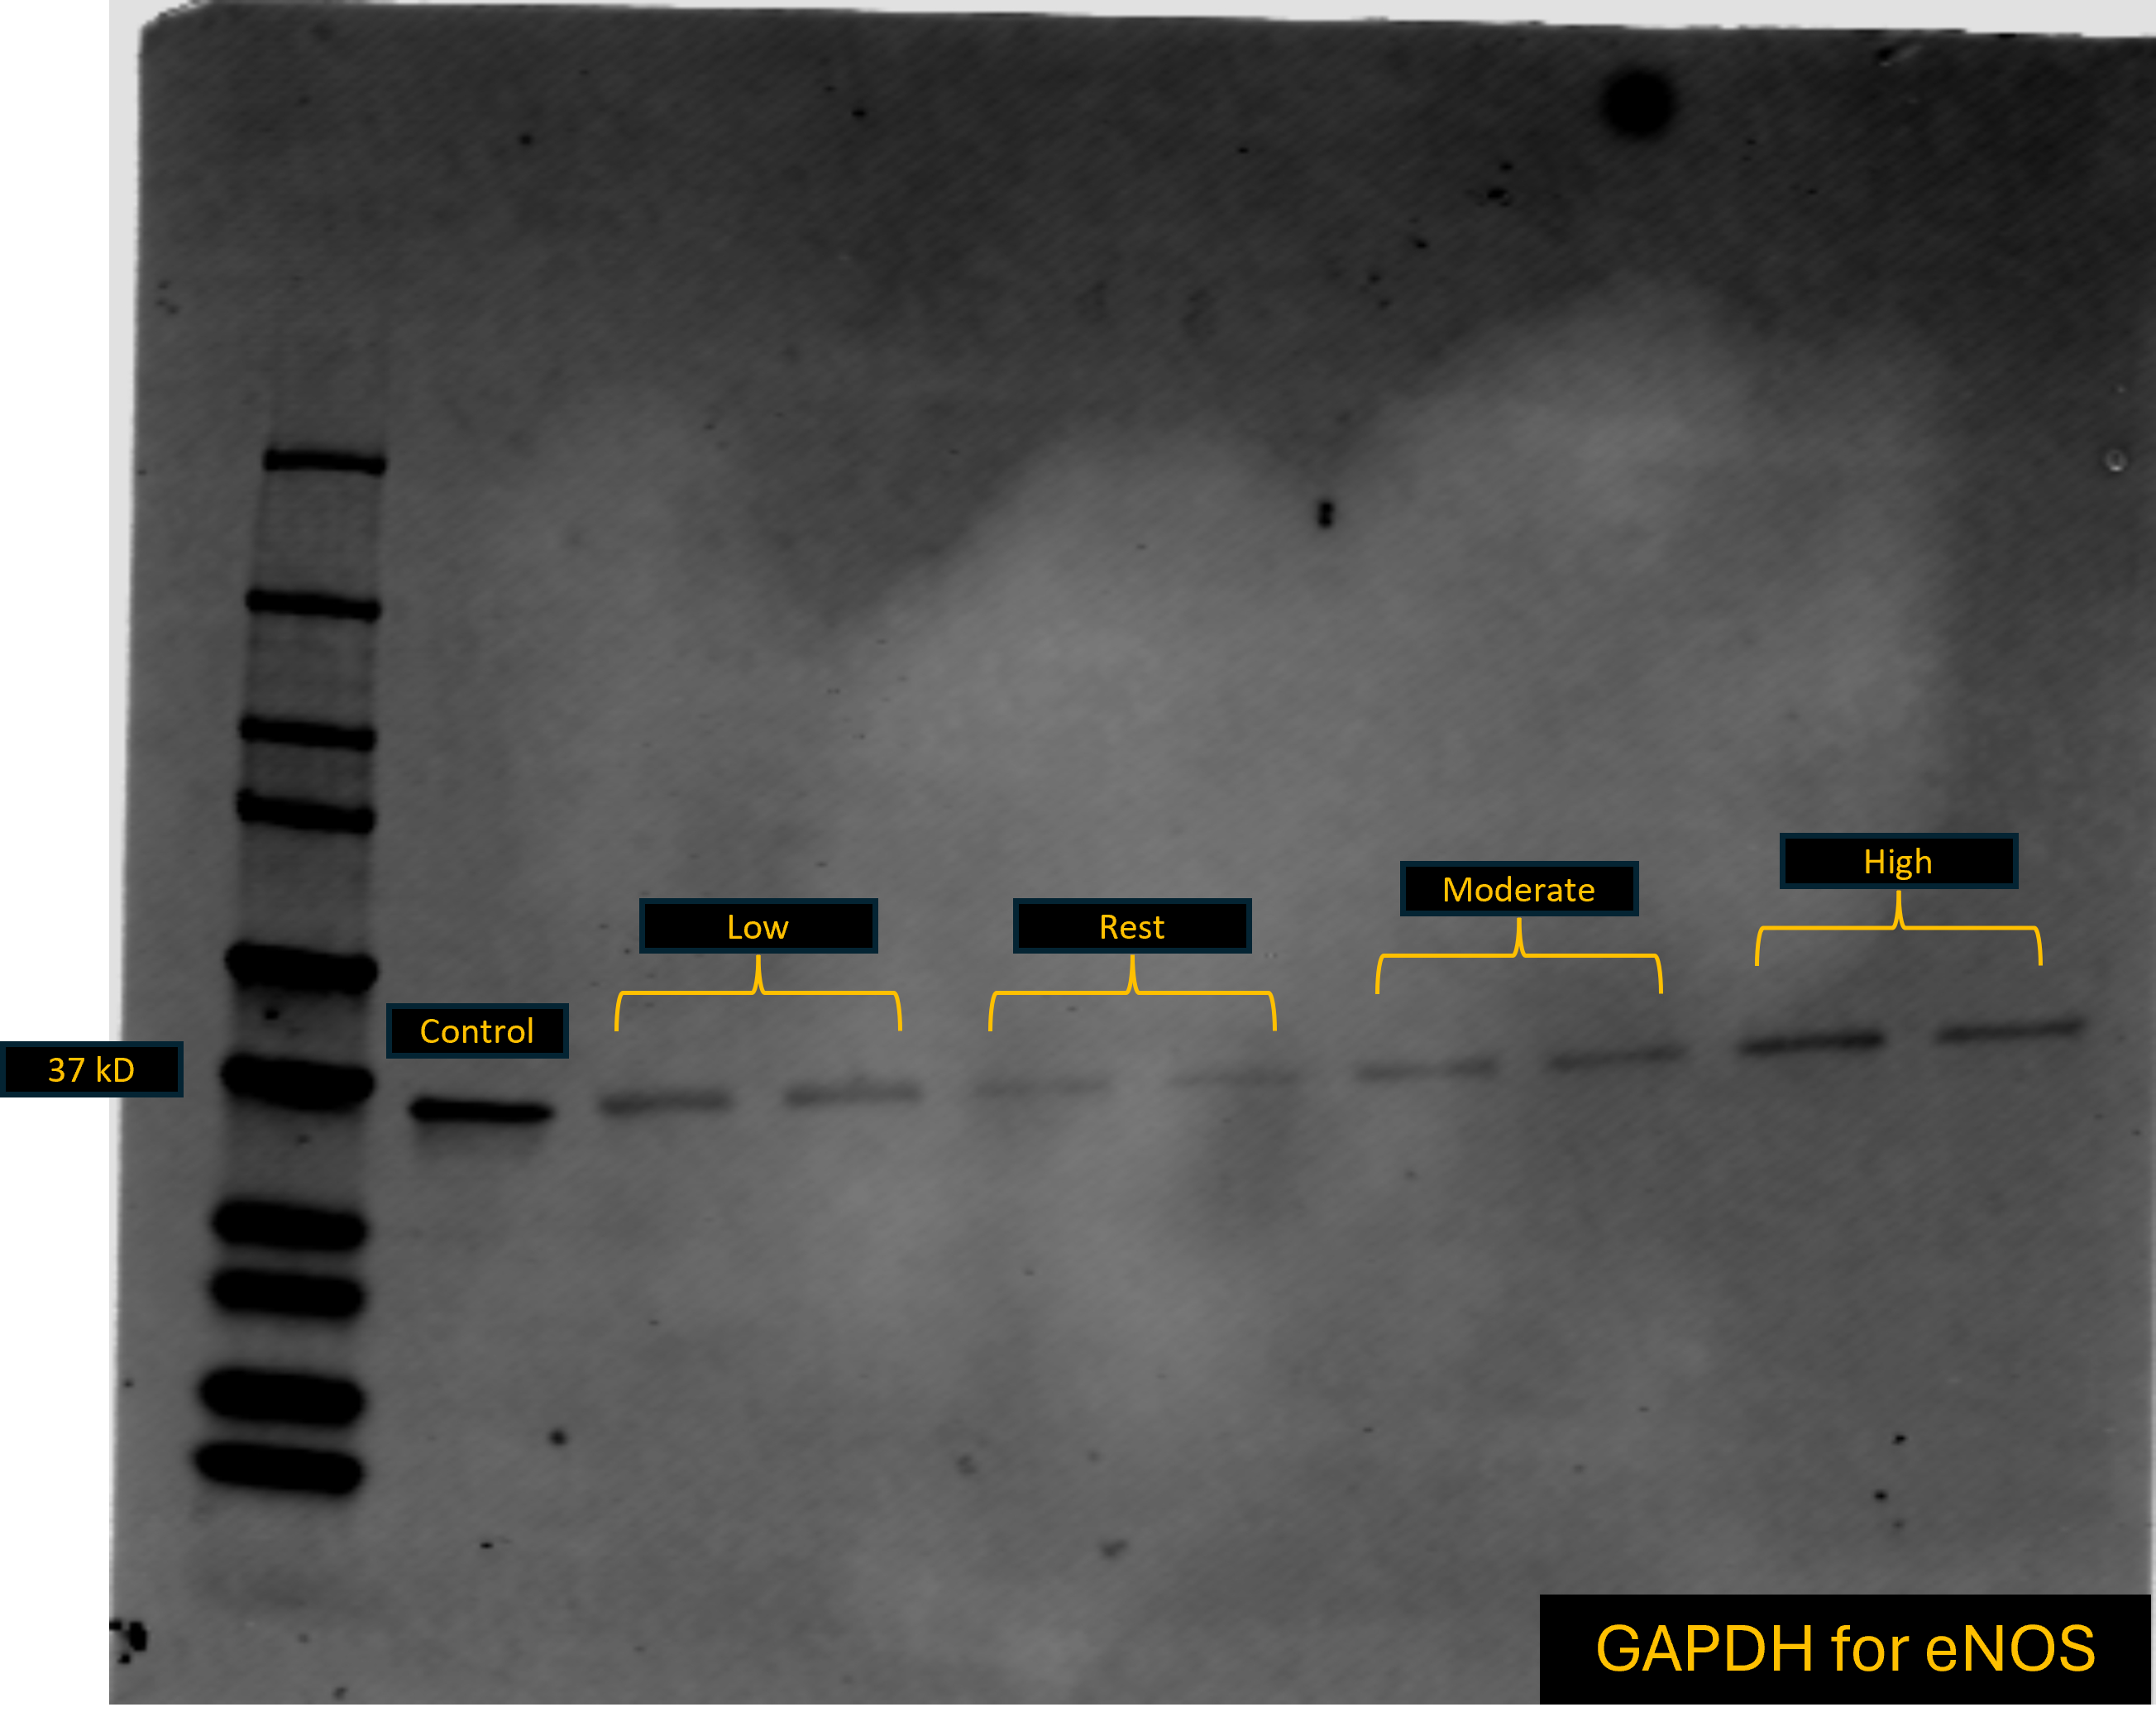 High
Moderate
Low
Rest
Control
37 kD
GAPDH for eNOS